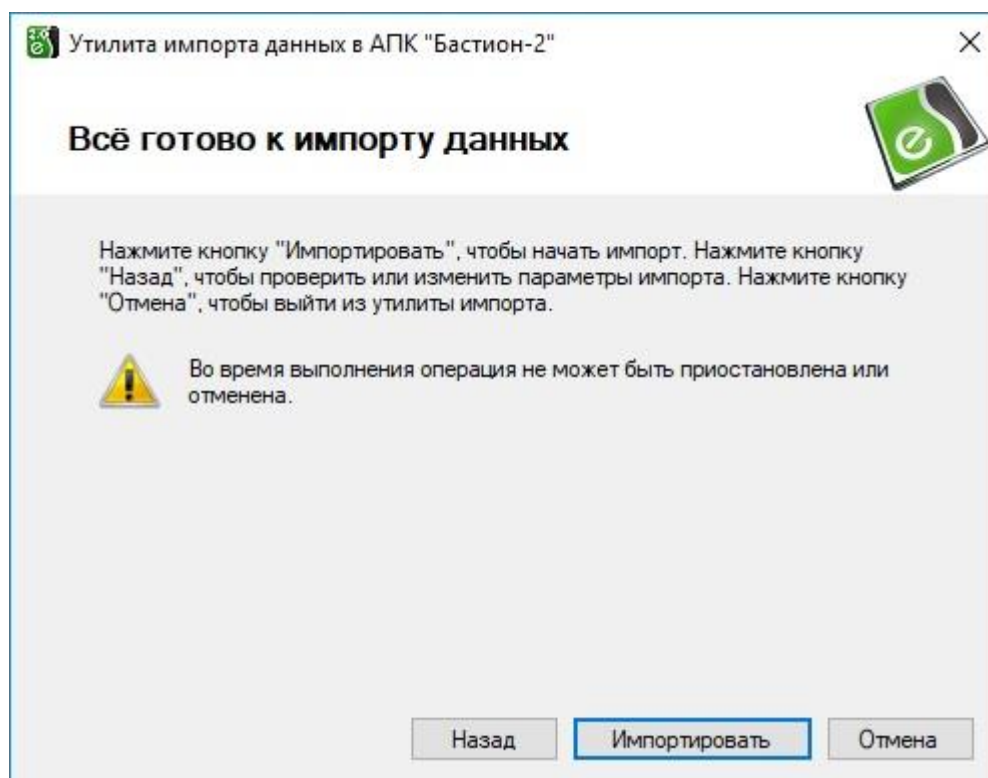 Утилита импорта данных в АПК "Бастион-2"
Всё готово к импорту данных
Нажмите кнопку "Импортировать", чтобы начать импорт. Нажмите кнопку
"Назад", чтобы проверить или изменить параметры импорта. Нажмите кнопку
"Отмена", чтобы выйти из утилиты импорта.
Во время выполнения операция не может быть приостановлена или
отменена.
Назад Импортировать Отмена